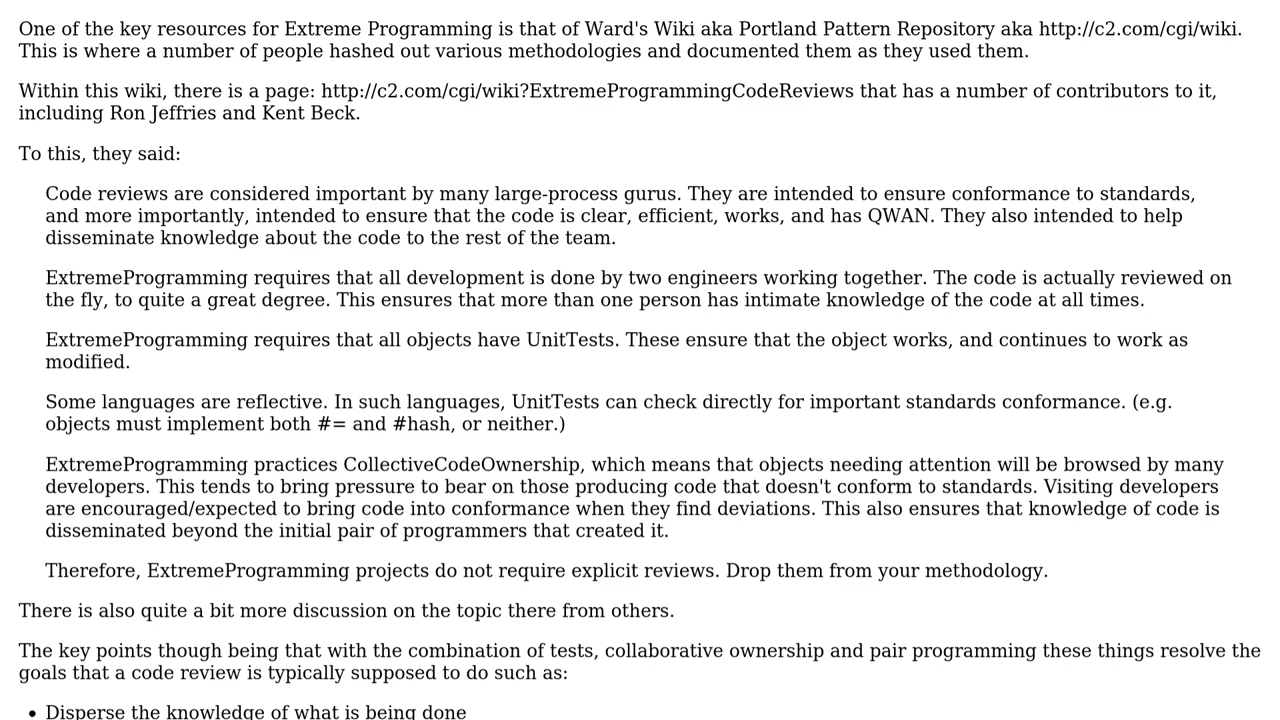 One of the key resources for Extreme Programming is that of Ward's Wiki aka Portland Pattern Repository aka http://c2.com/cgi/wiki.
This is where a number of people hashed out various methodologies and documented them as they used them.
Within this wiki, there is a page: http://c2.com/cgi/wiki?ExtremeProgrammingCodeReviews that has a number of contributors to it,
including Ron Jeffries and Kent Beck.
To this, they said:
Code reviews are considered important by many large-process gurus. They are intended to ensure conformance to standards,
and more importantly, intended to ensure that the code is clear, efficient, works, and has QWAN. They also intended to help
disseminate knowledge about the code to the rest of the team.
ExtremeProgramming requires that all development is done by two engineers working together. The code is actually reviewed on
the fly, to quite a great degree. This ensures that more than one person has intimate knowledge of the code at all times.
ExtremeProgramming requires that all objects have UnitTests. These ensure that the object works, and continues to work as
modified.
Some languages are reflective. In such languages, UnitTests can check directly for important standards conformance. (e.g.
objects must implement both #= and #hash, or neither.)
ExtremeProgramming practices CollectiveCodeOwnership, which means that objects needing attention will be browsed by many
developers. This tends to bring pressure to bear on those producing code that doesn't conform to standards. Visiting developers
are encouraged/expected to bring code into conformance when they find deviations. This also ensures that knowledge of code is
disseminated beyond the initial pair of programmers that created it.
Therefore, ExtremeProgramming projects do not require explicit reviews. Drop them from your methodology.
There is also quite a bit more discussion on the topic there from others.
The key points though being that with the combination of tests, collaborative ownership and pair programming these things resolve the
goals that a code review is typically supposed to do such as:
• Disperse the knowledge of what is being done